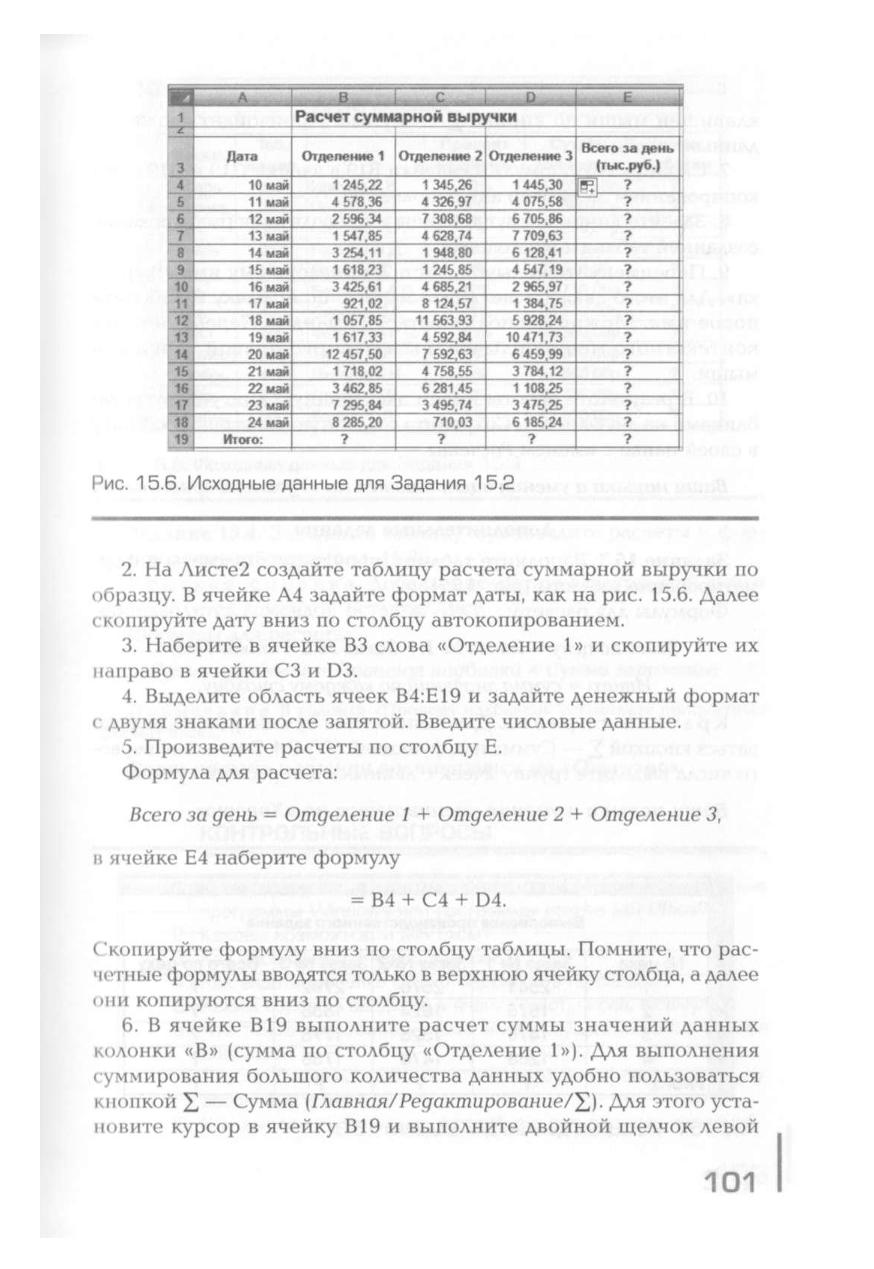 A B C D E
1 Расчет суммарной выручки
2
3 Дата Отделение 1 Отделение 2 Отделение 3 Всего за день (тыс.руб.)
4 10 май 1 245,22 1 345,26 1 445,30 ?
5 11 май 4 578,36 4 326,97 4 075,58 ?
6 12 май 2 596,34 7 308,68 6 705,86 ?
7 13 май 1 547,85 4 628,74 7 709,63 ?
8 14 май 3 254,11 1 948,80 6 128,41 ?
9 15 май 1 618,23 1 245,85 4 547,19 ?
10 16 май 3 425,61 4 685,21 2 965,97 ?
11 17 май 921,02 8 124,57 1 384,75 ?
12 18 май 1 057,85 11 563,93 5 928,24 ?
13 19 май 1 617,33 4 592,84 10 471,73 ?
14 20 май 12 457,50 7 592,63 6 459,99 ?
15 21 май 1 718,02 4 758,55 3 784,12 ?
16 22 май 3 462,85 6 281,45 1 108,25 ?
17 23 май 7 295,84 3 495,74 3 475,25 ?
18 24 май 8 285,20 710,03 6 185,24 ?
19 Итого: ? ? ? ?
Рис. 15.6. Исходные данные для Задания 15.2
2. На Листе2 создайте таблицу расчета суммарной выручки по
образцу. В ячейке А4 задайте формат даты, как на рис. 15.6. Далее
скопируйте дату вниз по столбцу автокопированием.
3. Наберите в ячейке В3 слова «Отделение 1» и скопируйте их
направо в ячейки С3 и D3.
4. Выделите область ячеек B4:E19 и задайте денежный формат
с двумя знаками после запятой. Введите числовые данные.
5. Произведите расчеты по столбцу Е.
Формула для расчета:
Всего за день = Отделение 1 + Отделение 2 + Отделение 3,
в ячейке Е4 наберите формулу
= B4 + C4 + D4.
Скопируйте формулу вниз по столбцу таблицы. Помните, что рас-
четные формулы вводятся только в верхнюю ячейку столбца, а далее
они копируются вниз по столбцу.
6. В ячейке В19 выполните расчет суммы значений данных
колонки «В» (сумма по столбцу «Отделение 1»). Для выполнения
суммирования большого количества данных удобно пользоваться
кнопкой ∑ — Сумма (Главная/Редактирование/∑). Для этого уста-
новите курсор в ячейку В19 и выполните двойной щелчок левой
101